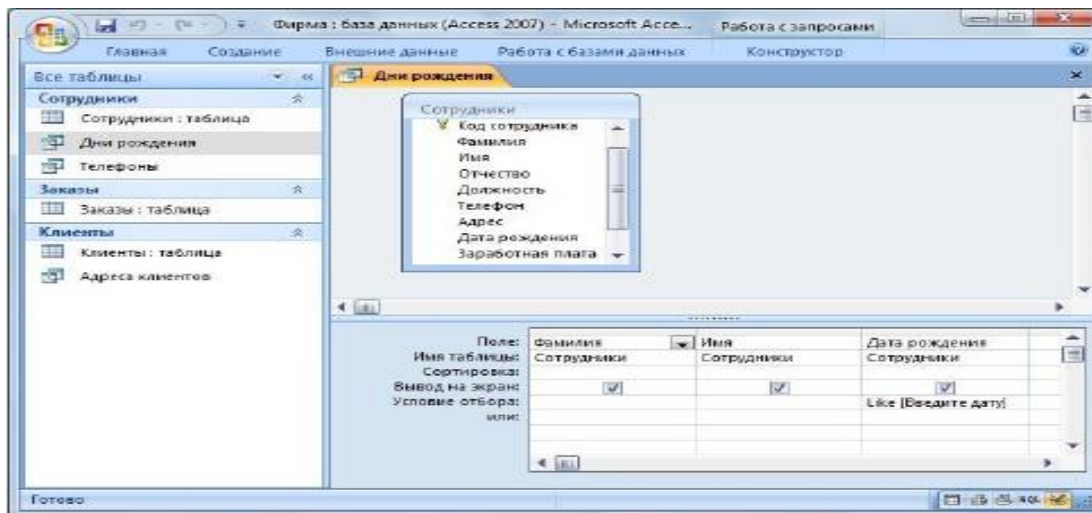 Фирма : база данных (Access 2007) - Microsoft Acce...
Работа с запросами
Главная Создание Внешние данные Работа с базами данных Конструктор
Все таблицы
Дни рождения
Сотрудники
Сотрудники : таблица
Дни рождения
Телефоны
Заказы
Заказы : таблица
Клиенты
Клиенты : таблица
Адреса клиентов
Сотрудники
Код сотрудника
Фамилия
Имя
Отчество
Должность
Телефон
Адрес
Дата рождения
Заработная плата
Поле: Фамилия Имя Дата рождения
Имя таблицы: Сотрудники Сотрудники Сотрудники
Сортировка:
Вывод на экран:
Условие отбора: Like [Введите дату]
или:
Готово
SQL